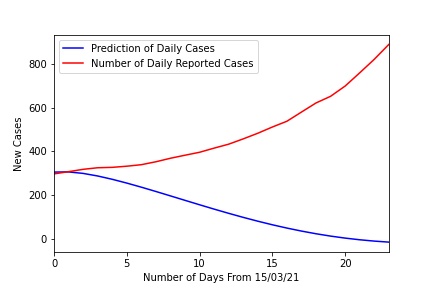 Prediction of Daily Cases
Number of Daily Reported Cases
800
600
400
200
0
New Cases
0 5 10 15 20
Number of Days From 15/03/21